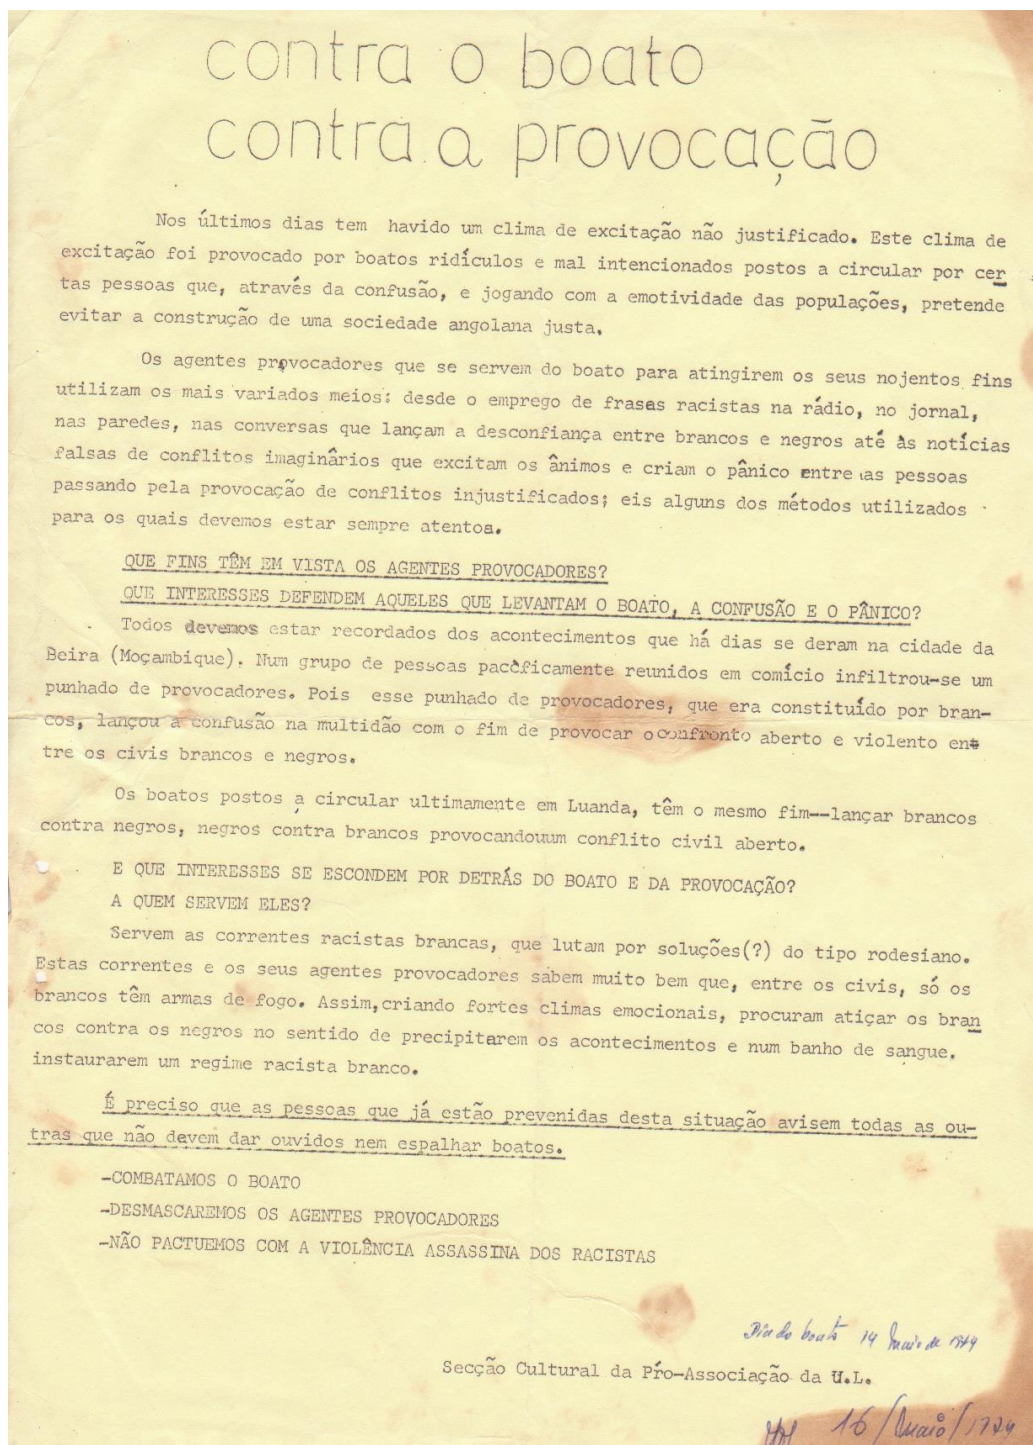 contra o boato
contra a provocação
Nos últimos dias tem havido um clima de excitação não justificado. Este clima de
excitação foi provocado por boatos ridículos e mal intencionados postos a circular por cer
tas pessoas que, através da confusão, e jogando com a emotividade das populações, pretende
evitar a construção de uma sociedade angolana justa.
Os agentes provocadores que se servem do boato para atingirem os seus nojentos fins
utilizam os mais variados meios: desde o emprego de frases racistas na rádio, no jornal,
nas paredes, nas conversas que lançam a desconfiança entre brancos e negros até às notícias
falsas de conflitos imaginários que excitam os ânimos e criam o pânico entre as pessoas
passando pela provocação de conflitos injustificados; eis alguns dos métodos utilizados
para os quais devemos estar sempre atentos.
QUE FINS TÊM EM VISTA OS AGENTES PROVOCADORES?
QUE INTERESSES DEFENDEM AQUELES QUE LEVANTAM O BOATO, A CONFUSÃO E O PÂNICO?
Todos devemos estar recordados dos acontecimentos que há dias se deram na cidade da
Beira (Moçambique). Num grupo de pessoas pacèficamente reunidos em comício infiltrou-se um
punhado de provocadores. Pois esse punhado de provocadores, que era constituído por bran-
cos, lançou a confusão na multidão com o fim de provocar o confronto aberto e violento ent
tre os civis brancos e negros.
Os boatos postos a circular ultimamente em Luanda, têm o mesmo fim--lançar brancos
contra negros, negros contra brancos provocandouum conflito civil aberto.
E QUE INTERESSES SE ESCONDEM POR DETRÁS DO BOATO E DA PROVOCAÇÃO?
A QUEM SERVEM ELES?
Servem as correntes racistas brancas, que lutam por soluções(?) do tipo rodesiano.
Estas correntes e os seus agentes provocadores sabem muito bem que, entre os civis, só os
brancos têm armas de fogo. Assim,criando fortes climas emocionais, procuram atiçar os bran
cos contra os negros no sentido de precipitarem os acontecimentos e num banho de sangue.
instaurarem um regime racista branco.
É preciso que as pessoas que já estão prevenidas desta situação avisem todas as ou-
tras que não devem dar ouvidos nem espalhar boatos.
-COMBATAMOS O BOATO
-DESMASCAREMOS OS AGENTES PROVOCADORES
-NÃO PACTUEMOS COM A VIOLÊNCIA ASSASSINA DOS RACISTAS
Dia do boato 14 Maio de 1974
Secção Cultural da Pró-Associação da U.L.
16/Maio/1974